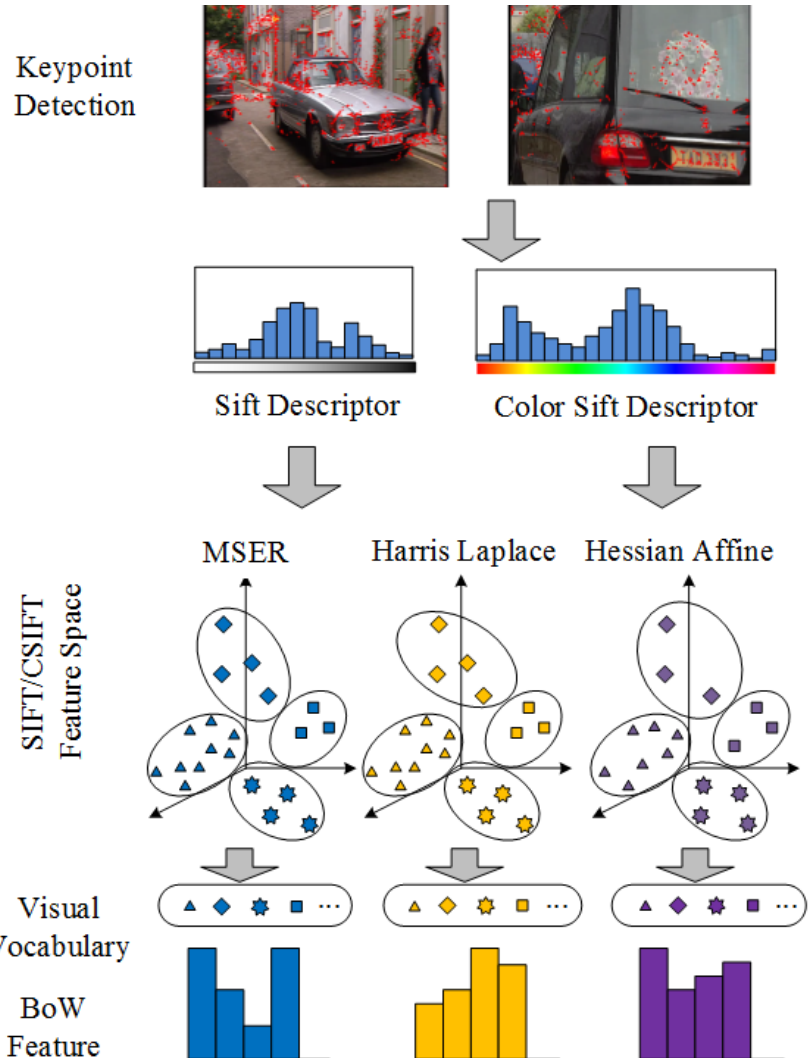 Keypoint
Detection
Sift Descriptor
Color Sift Descriptor
MSER
Harris Laplace
Hessian Affine
SIFT/CSIFT
Feature Space
...
...
...
Visual
Vocabulary
BoW
Feature